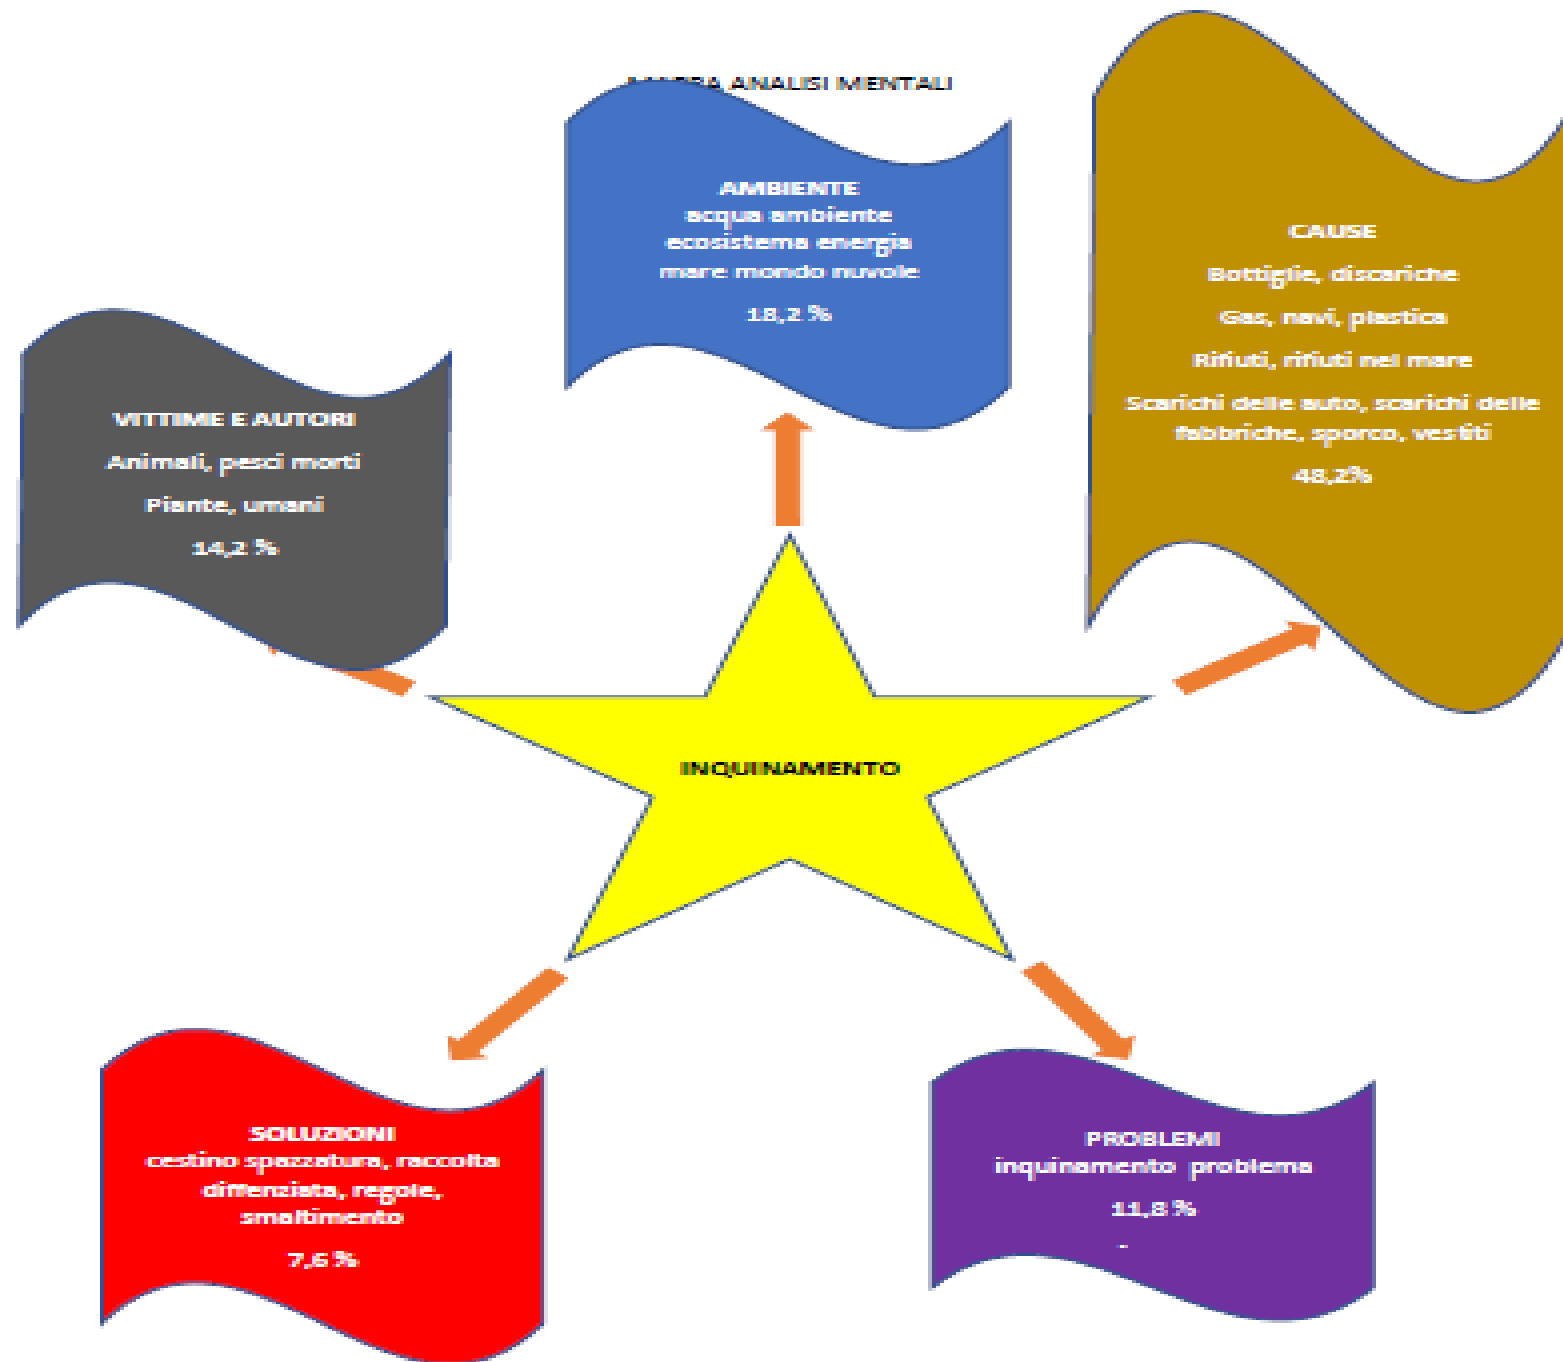 ANALISI MENTALI
AMBIENTE
acqua ambiente
ecosistema energia
mare mondo nuvole
18,2 %
CAUSE
Bottiglie, discariche
Gas, navi, plastica
Rifiuti, rifiuti nel mare
Scarichi delle auto, scarichi delle
fabbriche, sporco, vestiti
48,2%
VITTIME E AUTORI
Animali, pesci morti
Piante, umani
14,2 %
INQUINAMENTO
SOLUZIONI
cestino spazzatura, raccolta
diffenziata, regole,
smaltimento
7,6 %
PROBLEMI
inquinamento problema
11,8 %
-